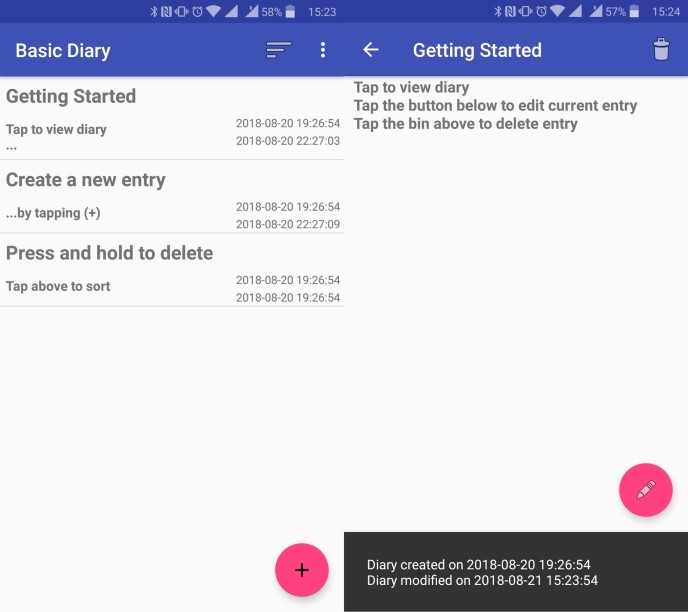 58% 15:23
Basic Diary
Getting Started
Tap to view diary
...
2018-08-20 19:26:54
2018-08-20 22:27:03
Create a new entry
...by tapping (+)
2018-08-20 19:26:54
2018-08-20 22:27:09
Press and hold to delete
Tap above to sort
2018-08-20 19:26:54
2018-08-20 19:26:54
+
57% 15:24
Getting Started
Tap to view diary
Tap the button below to edit current entry
Tap the bin above to delete entry
Diary created on 2018-08-20 19:26:54
Diary modified on 2018-08-21 15:23:54